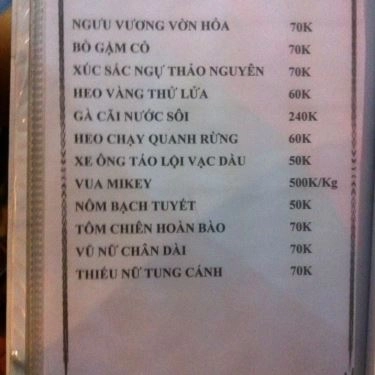 NGƯU VƯƠNG VỜN HỎA 70K
BÒ GẶM CỎ 70K
XÚC SẮC NGỰ THẢO NGUYÊN 70K
HEO VÀNG THỬ LỬA 60K
GÀ CÃI NƯỚC SÔI 240K
HEO CHẠY QUANH RỪNG 60K
XE ÔNG TÁO LỘI VẠC DẦU 50K
VUA MIKEY 500K/Kg
NỘM BẠCH TUYẾT 50K
TÔM CHIÊN HOÀN BÀO 70K
VŨ NỮ CHÂN DÀI 70K
THIẾU NỮ TUNG CÁNH 70K